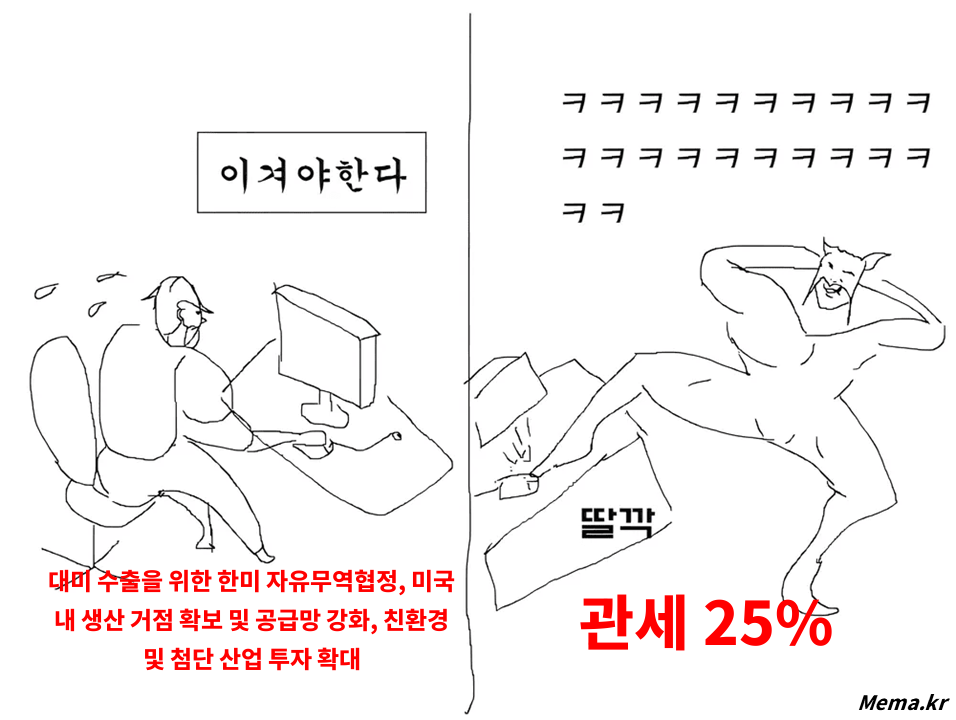 이겨야한다
대미 수출을 위한 한미 자유무역협정, 미국
내 생산 거점 확보 및 공급망 강화, 친환경
및 첨단 산업 투자 확대
ㅋㅋㅋㅋㅋㅋㅋㅋㅋㅋ
ㅋㅋㅋㅋㅋㅋㅋㅋㅋㅋ
ㅋㅋ
딸깍
관세 25%
Mema.kr